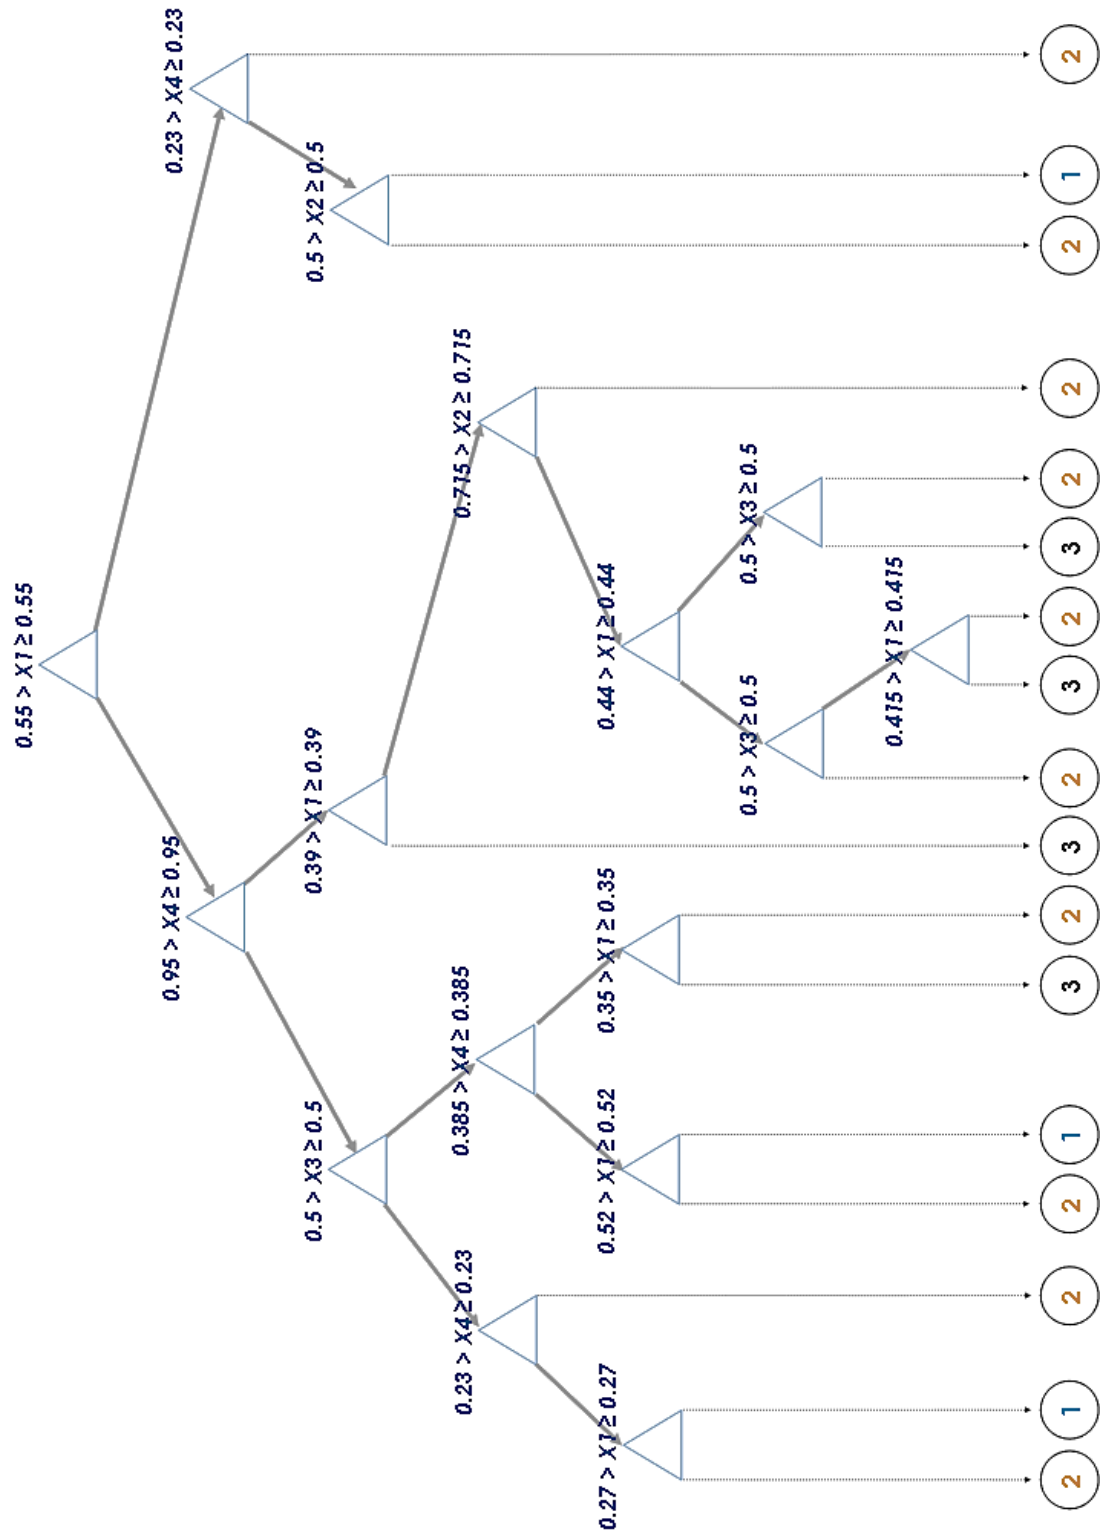 0.55 > X1 ≥ 0.55
0.95 > X4 ≥ 0.95
0.23 > X4 ≥ 0.23
0.5 > X3 ≥ 0.5
0.39 > X1 ≥ 0.39
0.5 > X2 ≥ 0.5
0.23 > X4 ≥ 0.23
0.385 > X4 ≥ 0.385
0.715 > X2 ≥ 0.715
0.27 > X1 ≥ 0.27
0.52 > X1 ≥ 0.52
0.35 > X1 ≥ 0.35
0.44 > X1 ≥ 0.44
0.5 > X3 ≥ 0.5
0.5 > X3 ≥ 0.5
0.415 > X1 ≥ 0.415
2 1 2 2 1 3 2 3 2 3 2 3 2 2 2 1 2